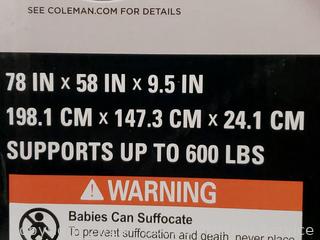 SEE COLEMAN.COM FOR DETAILS
78 IN x 58 IN x 9.5 IN
198.1 CM x 147.3 CM x 24.1 CM
SUPPORTS UP TO 600 LBS
WARNING
Babies Can Suffocate
To prevent suffocation and death, never place